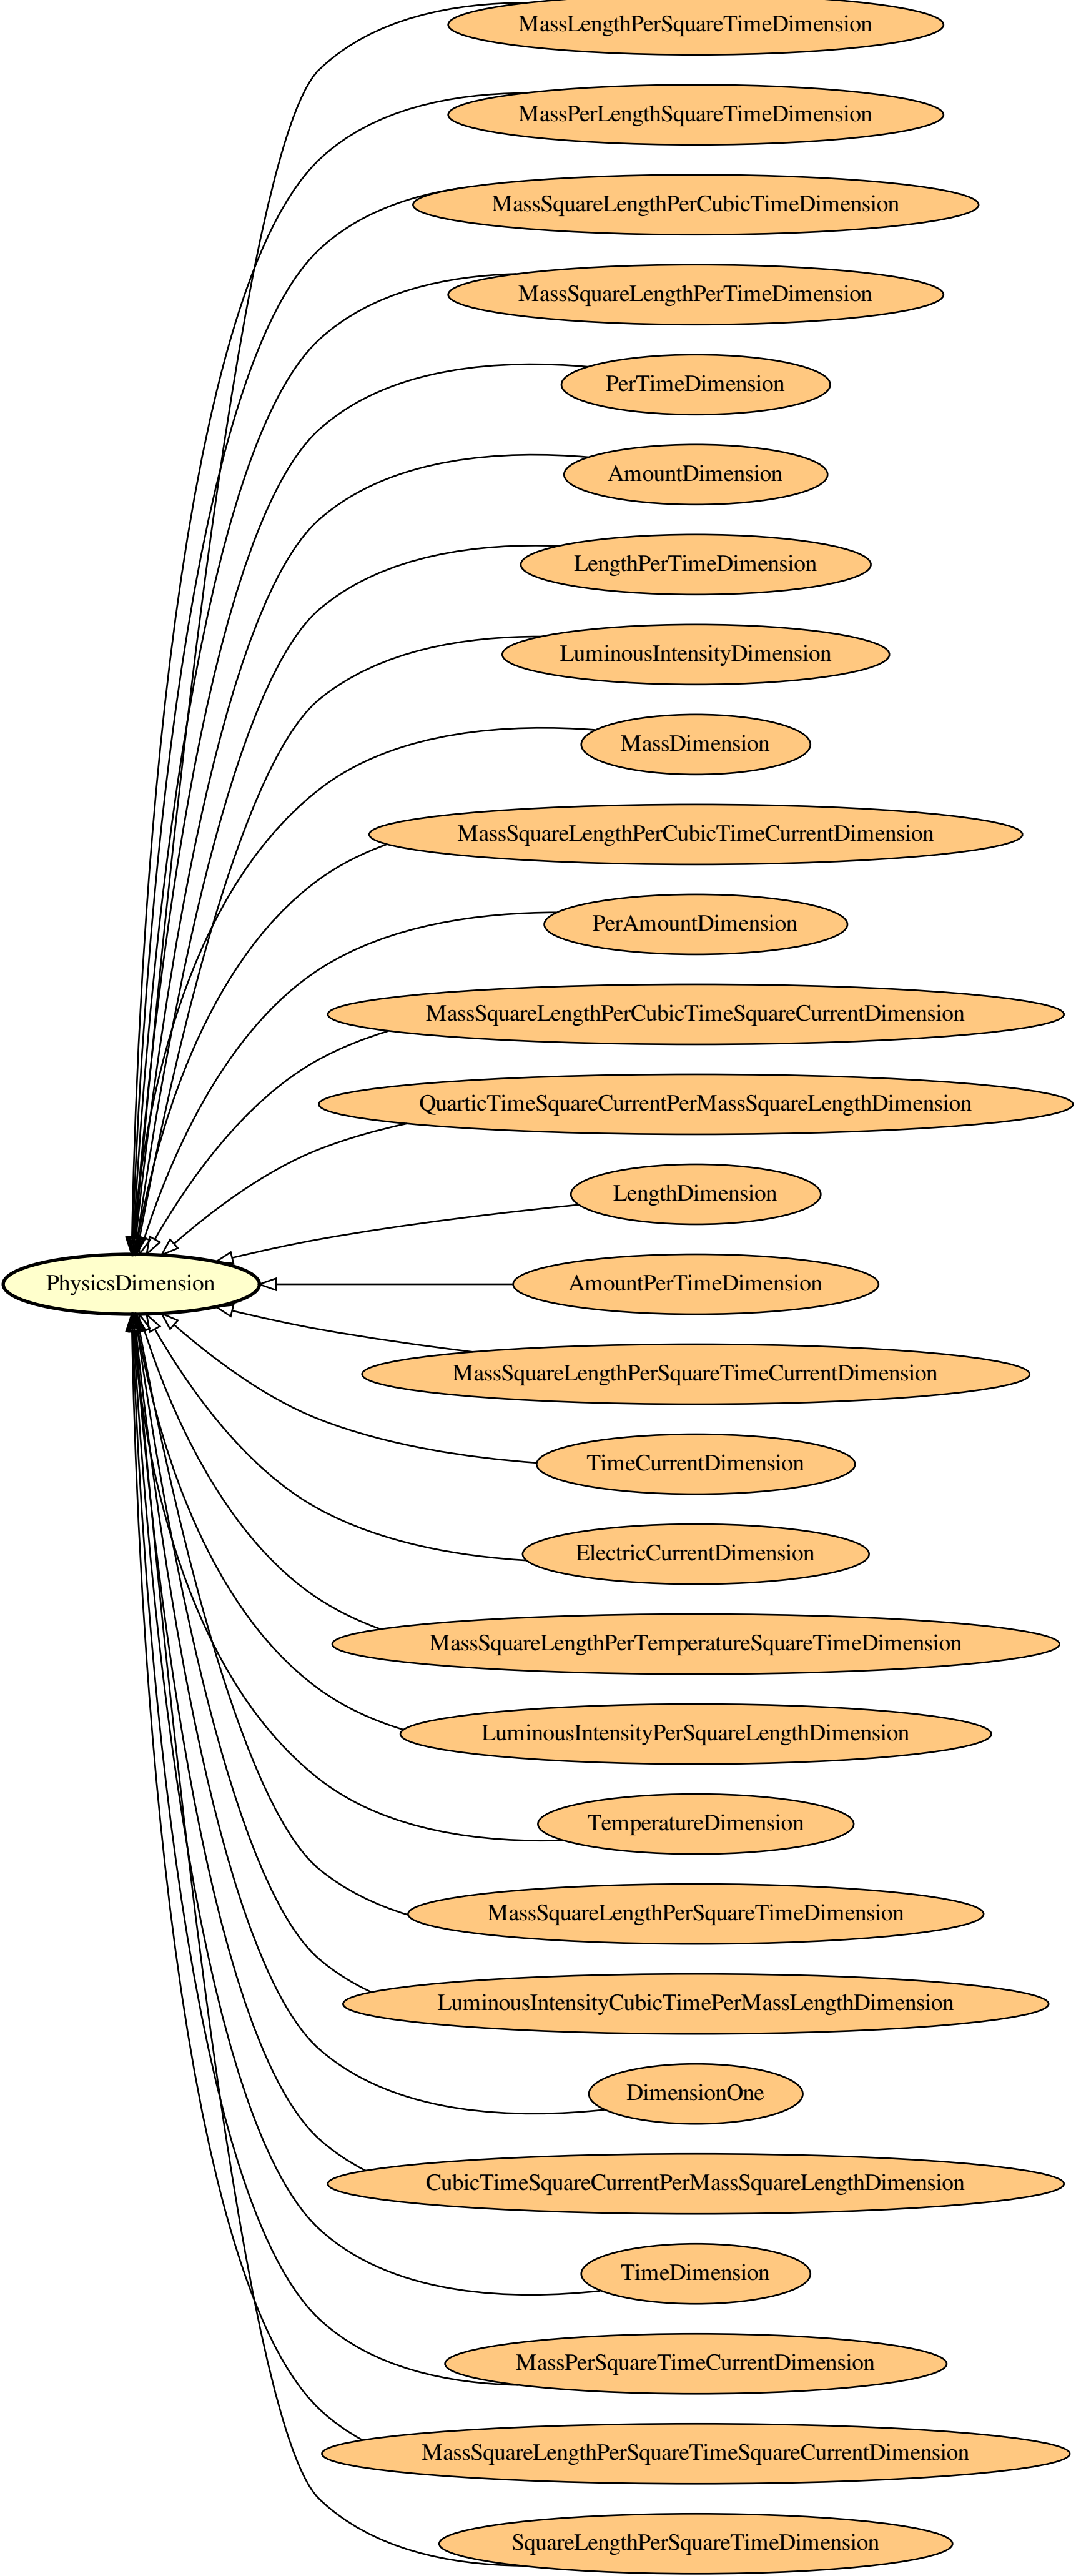 MassLengthPerSquareTimeDimension
MassPerLengthSquareTimeDimension
MassSquareLengthPerCubicTimeDimension
MassSquareLengthPerTimeDimension
PerTimeDimension
AmountDimension
LengthPerTimeDimension
LuminousIntensityDimension
MassDimension
MassSquareLengthPerCubicTimeCurrentDimension
PerAmountDimension
MassSquareLengthPerCubicTimeSquareCurrentDimension
QuarticTimeSquareCurrentPerMassSquareLengthDimension
LengthDimension
PhysicsDimension
AmountPerTimeDimension
MassSquareLengthPerSquareTimeCurrentDimension
TimeCurrentDimension
ElectricCurrentDimension
MassSquareLengthPerTemperatureSquareTimeDimension
LuminousIntensityPerSquareLengthDimension
TemperatureDimension
MassSquareLengthPerSquareTimeDimension
LuminousIntensityCubicTimePerMassLengthDimension
DimensionOne
CubicTimeSquareCurrentPerMassSquareLengthDimension
TimeDimension
MassPerSquareTimeCurrentDimension
MassSquareLengthPerSquareTimeSquareCurrentDimension
SquareLengthPerSquareTimeDimension